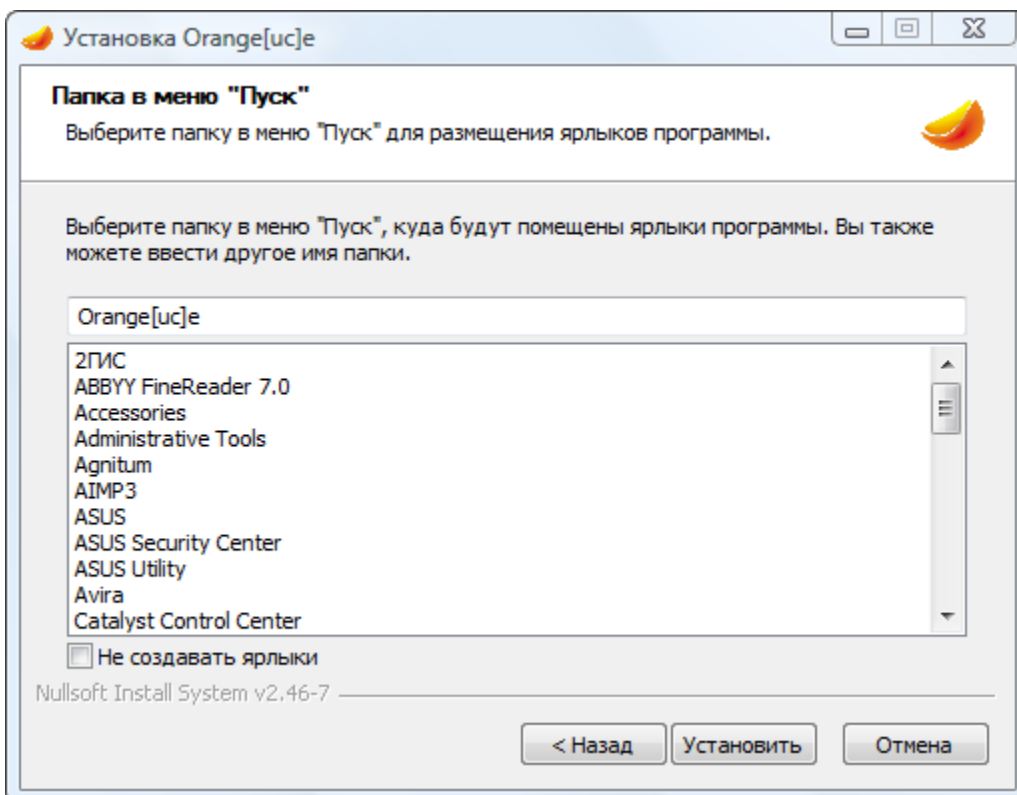 Установка Orange[uc]e
Папка в меню "Пуск"
Выберите папку в меню "Пуск" для размещения ярлыков программы.
Выберите папку в меню "Пуск", куда будут помещены ярлыки программы. Вы также
можете ввести другое имя папки.
Orange[uc]e
2ГИС
ABBYY FineReader 7.0
Accessories
Administrative Tools
Agnitum
AIMP3
ASUS
ASUS Security Center
ASUS Utility
Avira
Catalyst Control Center
Не создавать ярлыки
Nullsoft Install System v2.46-7
< Назад Установить Отмена